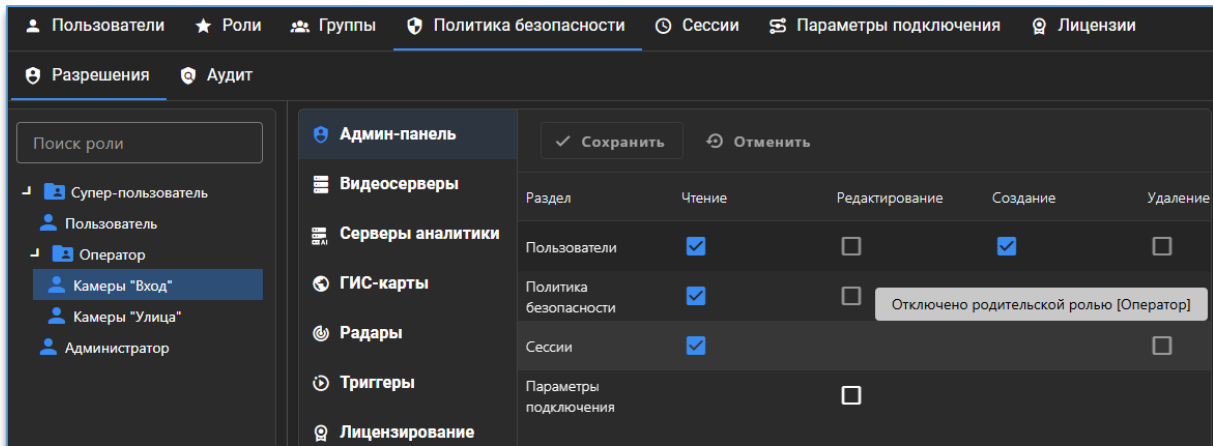 Пользователи Роли Группы Политика безопасности Сессии Параметры подключения Лицензии
Разрешения Аудит
Поиск роли
Супер-пользователь
Пользователь
Оператор
Камеры "Вход"
Камеры "Улица"
Администратор
Админ-панель
Видеосерверы
Серверы аналитики
ГИС-карты
Радары
Триггеры
Лицензирование
Сохранить Отменить
Раздел Чтение Редактирование Создание Удаление
Пользователи
Политика
безопасности
Отключено родительской ролью [Оператор]
Сессии
Параметры
подключения